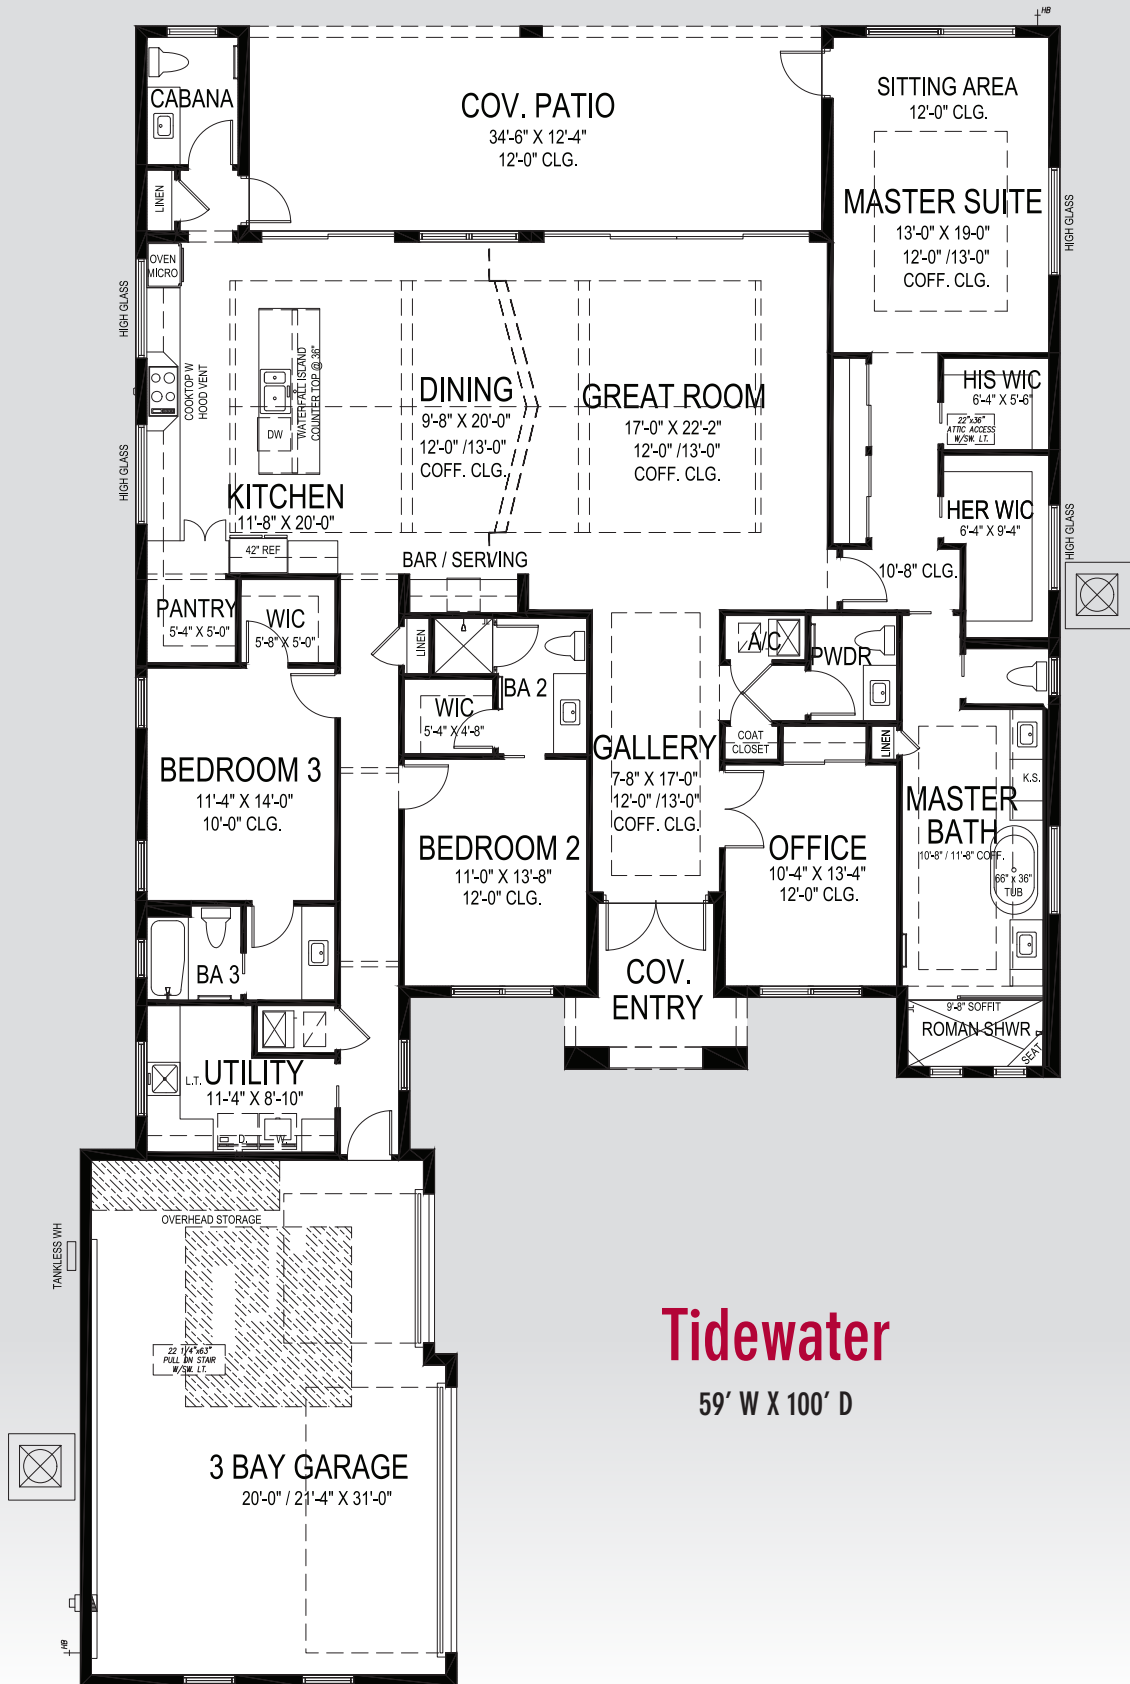 HB
CABANA
COV. PATIO
34'-6" X 12'-4"
12'-0" CLG.
SITTING AREA
12'-0" CLG.
LINEN
MASTER SUITE
13'-0" X 19-0"
12'-0" /13'-0"
COFF. CLG.
HIGH GLASS
OVEN
MICRO
HIGH GLASS
COOKTOP W
HOOD VENT
HIGH GLASS
WATERFALL ISLAND
COUNTER TOP @ 36"
DW
KITCHEN
11'-8" X 20'-0"
42" REF
DINING
9'-8" X 20'-0"
12'-0" /13'-0"
COFF. CLG.
GREAT ROOM
17'-0" X 22'-2"
12'-0" /13'-0"
COFF. CLG.
HIS WIC
6'-4" X 5'-6"
22"x36"
ATTIC ACCESS
W/SW. LT.
HER WIC
6'-4" X 9'-4"
HIGH GLASS
10'-8" CLG.
BAR / SERVING
PANTRY
5'-4" X 5'-0"
WIC
5'-8" X 5'-0"
LINEN
BA 2
WIC
5'-4" X 4'-8"
A/C
PWDR
COAT
CLOSET
LINEN
GALLERY
7'-8" X 17'-0"
12'-0" /13'-0"
COFF. CLG.
BEDROOM 3
11'-4" X 14'-0"
10'-0" CLG.
BEDROOM 2
11'-0" X 13'-8"
12'-0" CLG.
OFFICE
10'-4" X 13'-4"
12'-0" CLG.
K.S.
MASTER
BATH
10'-8" / 11'-8" COFF.
66" x 36"
TUB
BA 3
COV.
ENTRY
9'-8" SOFFIT
ROMAN SHWR
SEAT
L.T.
UTILITY
11'-4" X 8'-10"
D.
W.
OVERHEAD STORAGE
TANKLESS WH
22 1/4"x63"
PULL DN STAIR
W/SW. LT.
3 BAY GARAGE
20'-0" / 21'-4" X 31'-0"
HB
Tidewater
59' W X 100' D